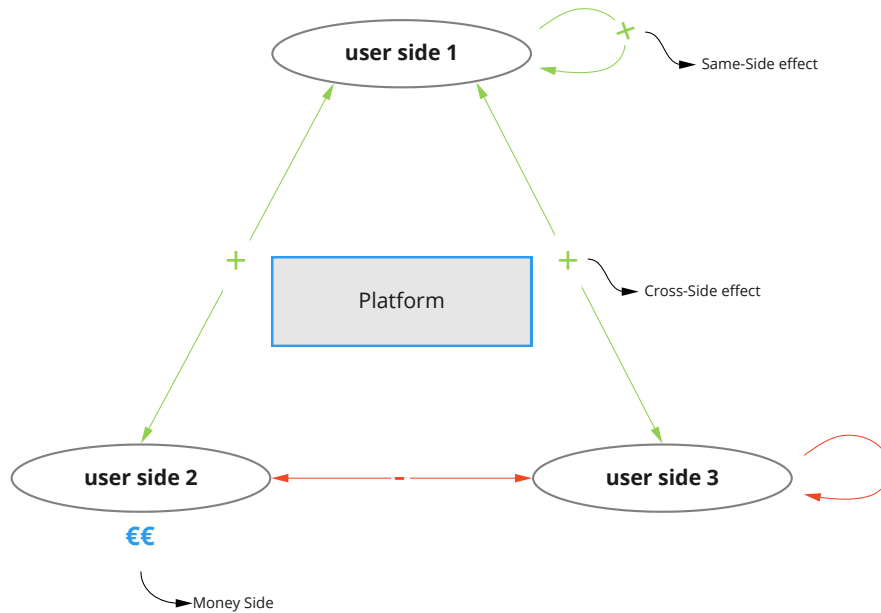 user side 1
+
Same-Side effect
+
+
Cross-Side effect
Platform
user side 2
-
user side 3
€€
Money Side